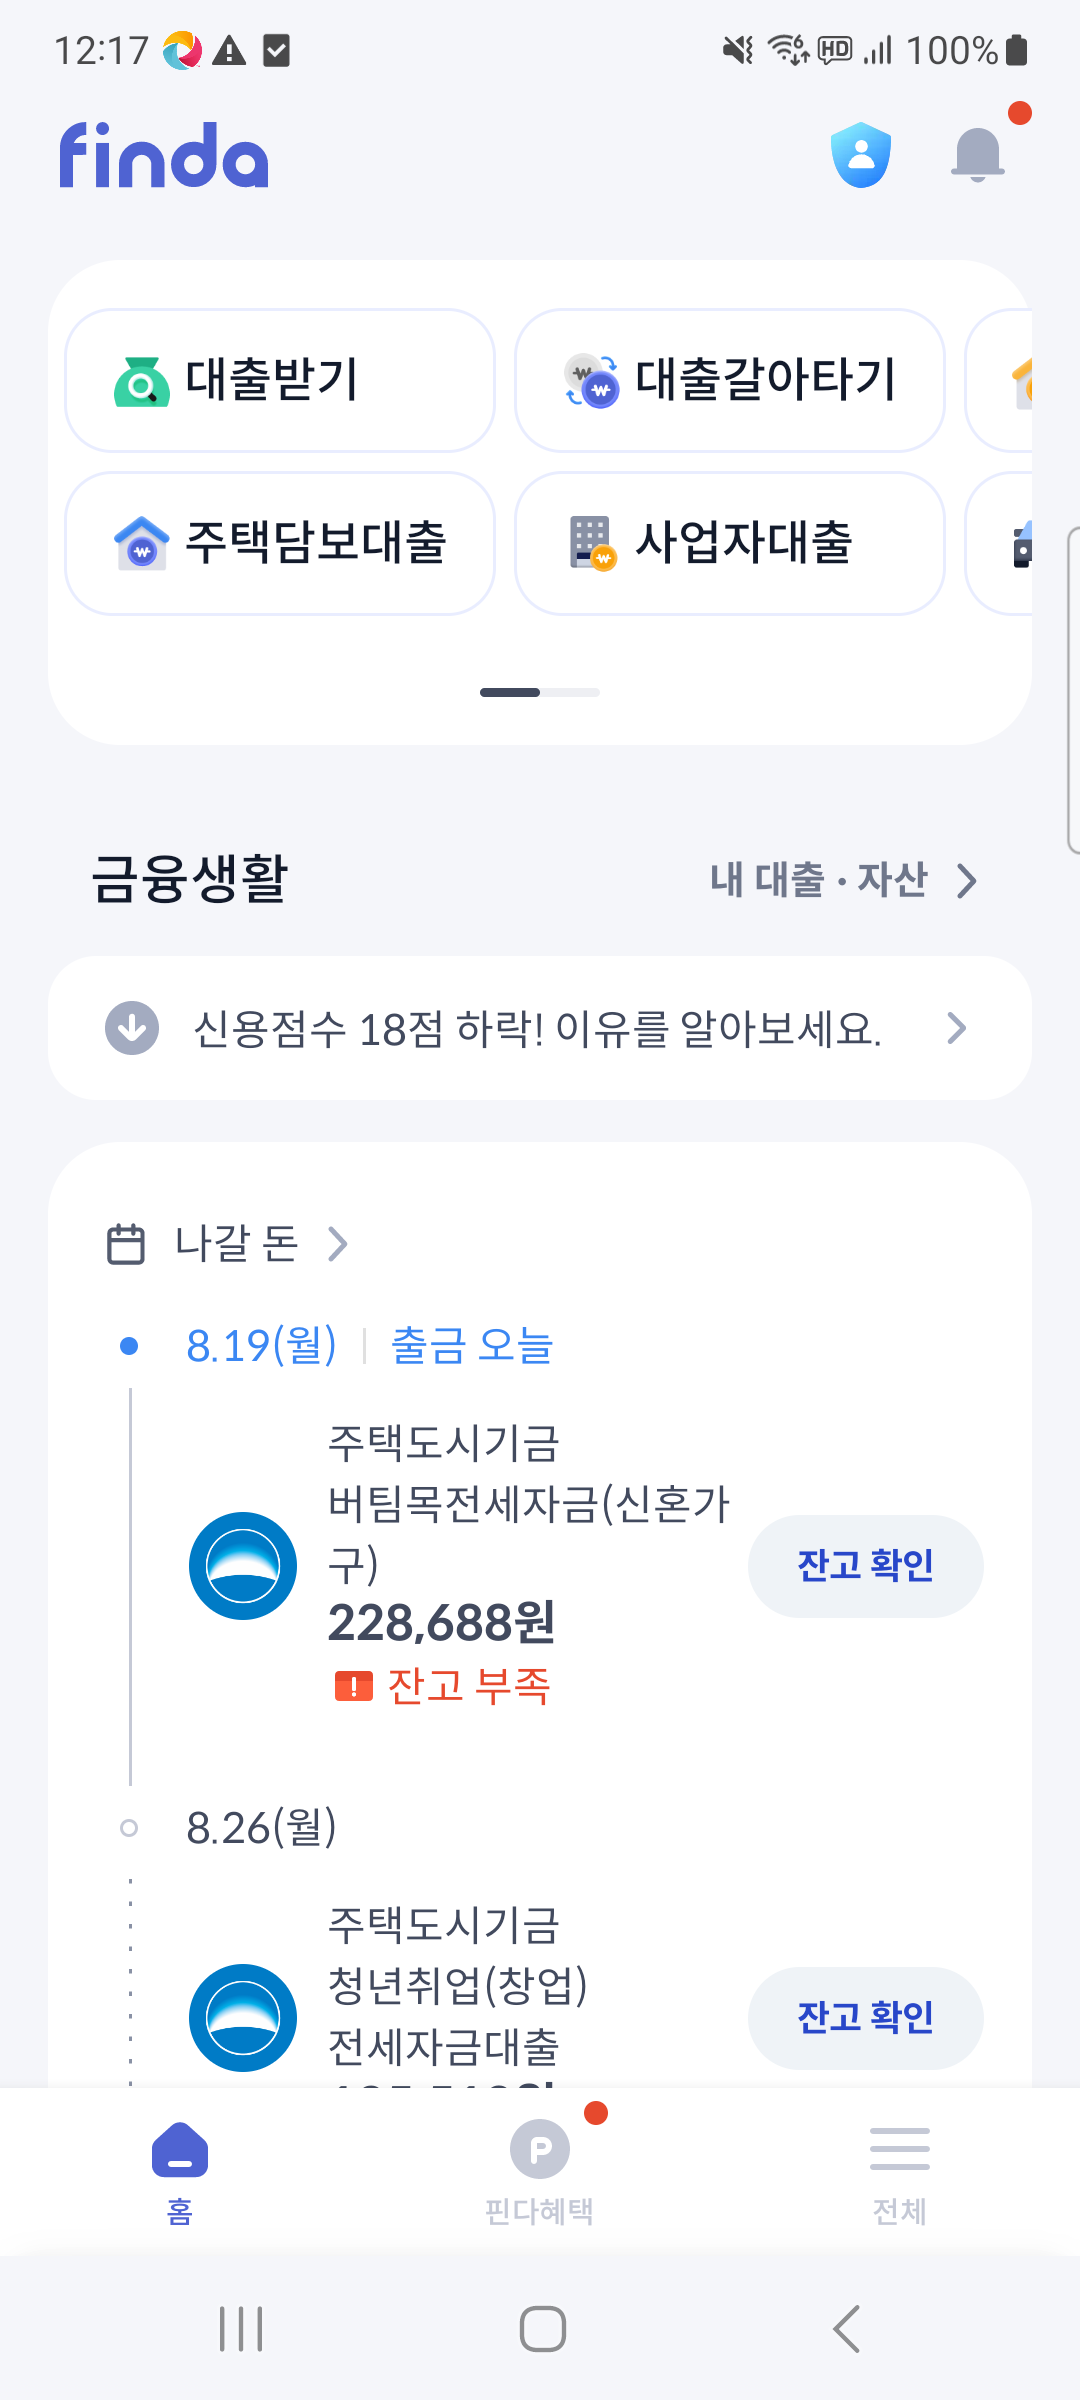 12:17
HD 100%
finda
대출받기 대출갈아타기
주택담보대출 사업자대출
금융생활 내 대출 · 자산
신용점수 18점 하락! 이유를 알아보세요.
나갈 돈
8.19(월) 출금 오늘
주택도시기금
버팀목전세자금(신혼가
구)
잔고 확인
228,688원
잔고 부족
8.26(월)
주택도시기금
청년취업(창업)
전세자금대출
잔고 확인
홈 핀다혜택 전체